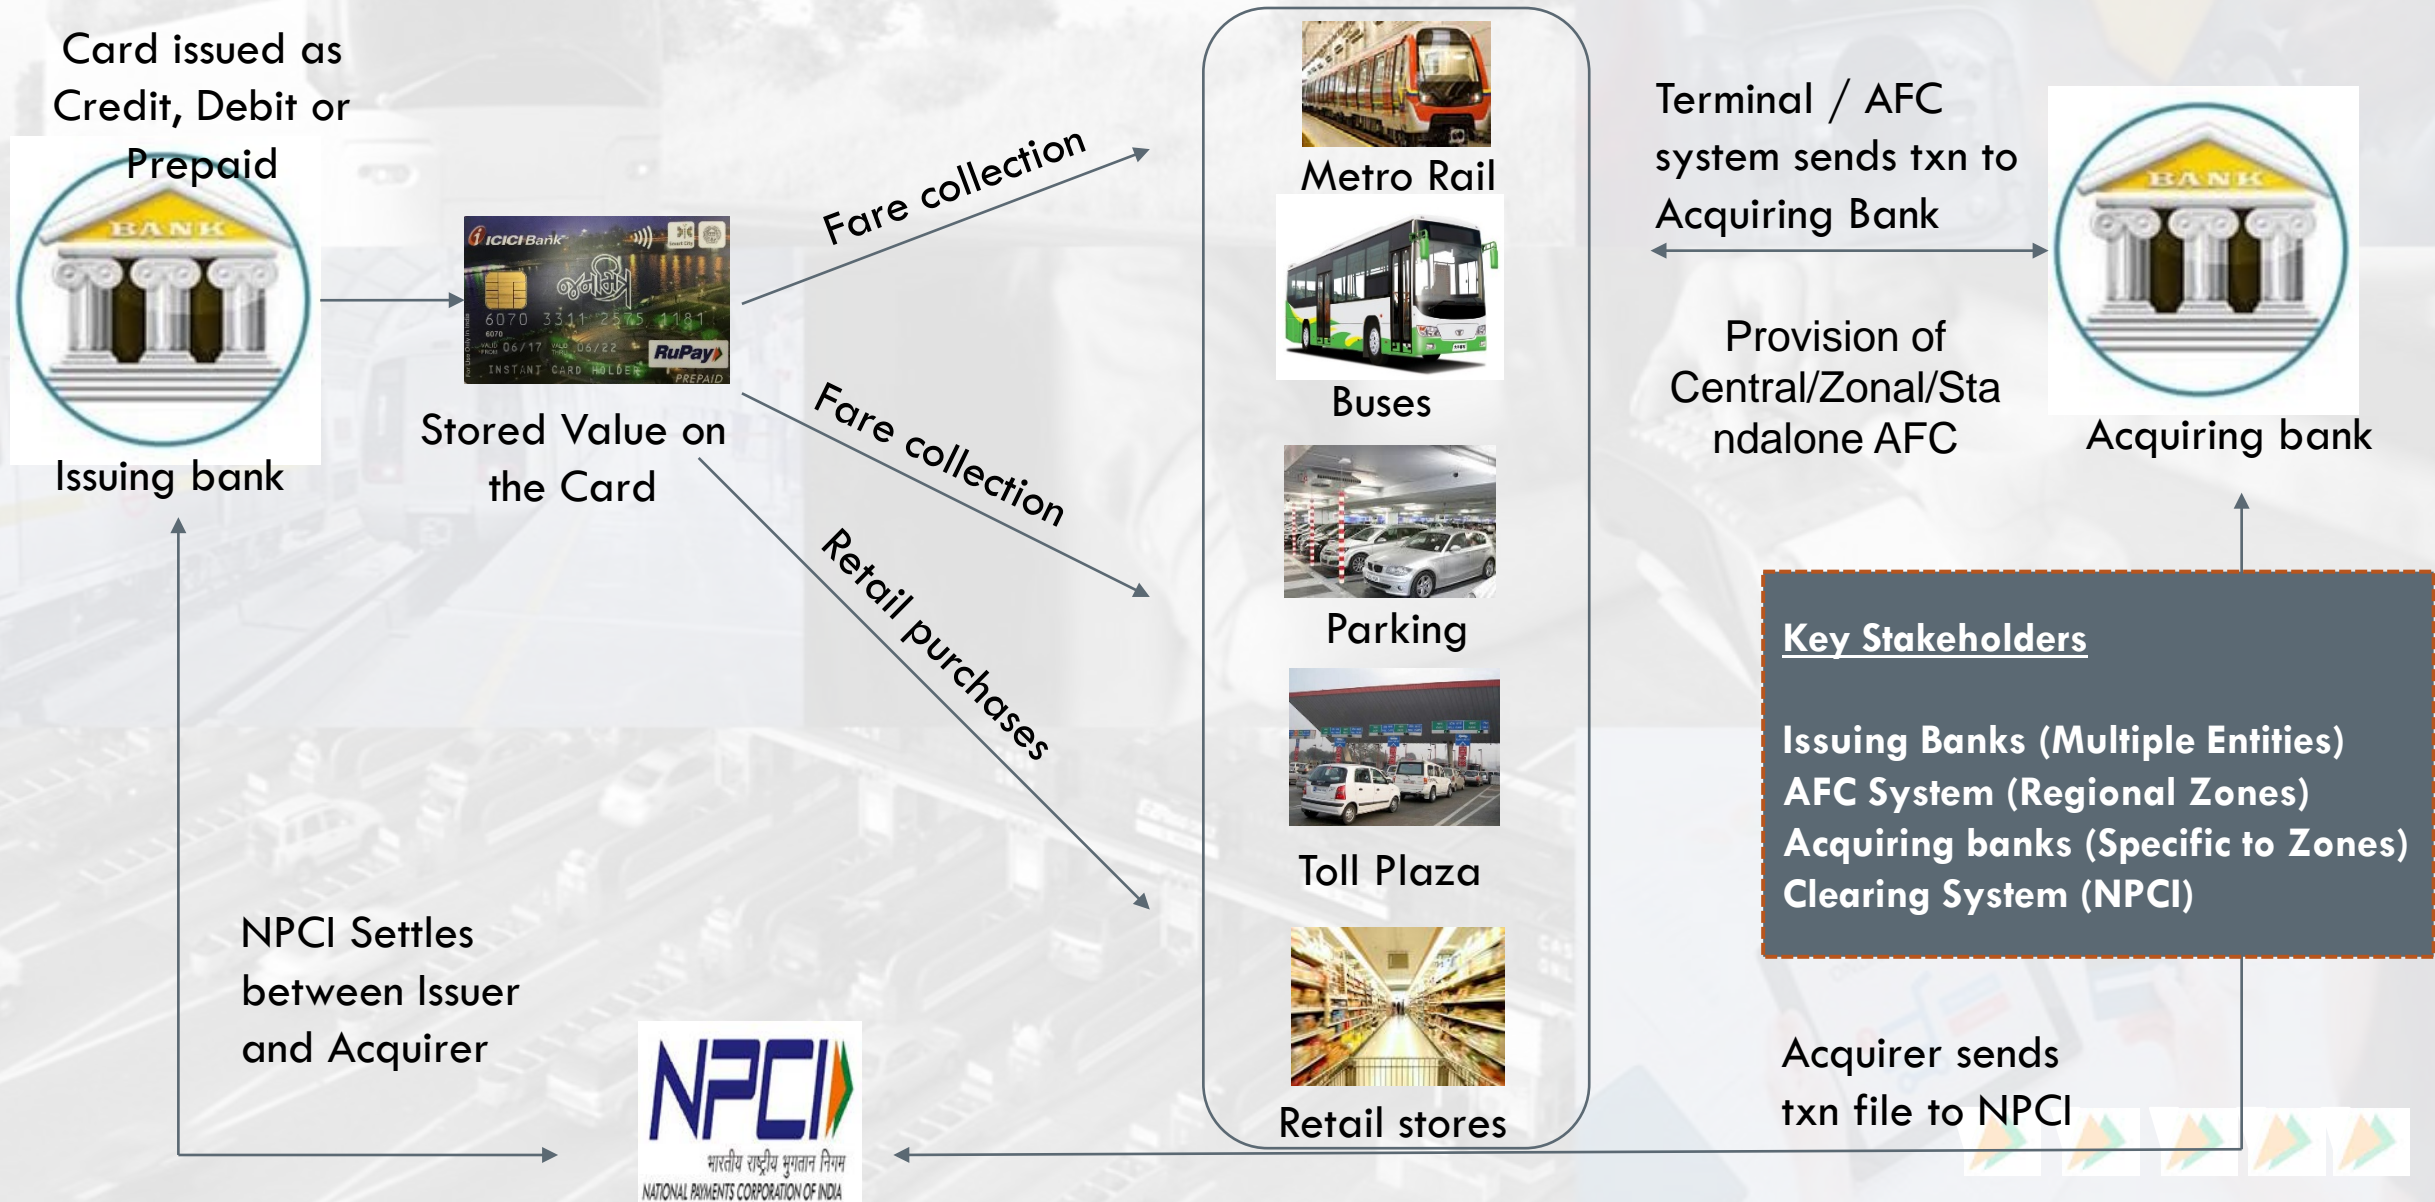 Card issued as
Credit, Debit or
Prepaid
BANK
Issuing bank
ICICI Bank
6070 3311 2575 1181
6070
VALID FROM 06/17 VALID THRU 06/22
INSTANT CARD HOLDER
RuPay
PREPAID
Stored Value on
the Card
Fare collection
Fare collection
Retail purchases
Metro Rail
Buses
Parking
Toll Plaza
Retail stores
Terminal / AFC
system sends txn to
Acquiring Bank
Provision of
Central/Zonal/Sta
ndalone AFC
BANK
Acquiring bank
Key Stakeholders
Issuing Banks (Multiple Entities)
AFC System (Regional Zones)
Acquiring banks (Specific to Zones)
Clearing System (NPCI)
NPCI Settles
between Issuer
and Acquirer
NPCI
भारतीय राष्ट्रीय भुगतान निगम
NATIONAL PAYMENTS CORPORATION OF INDIA
Acquirer sends
txn file to NPCI